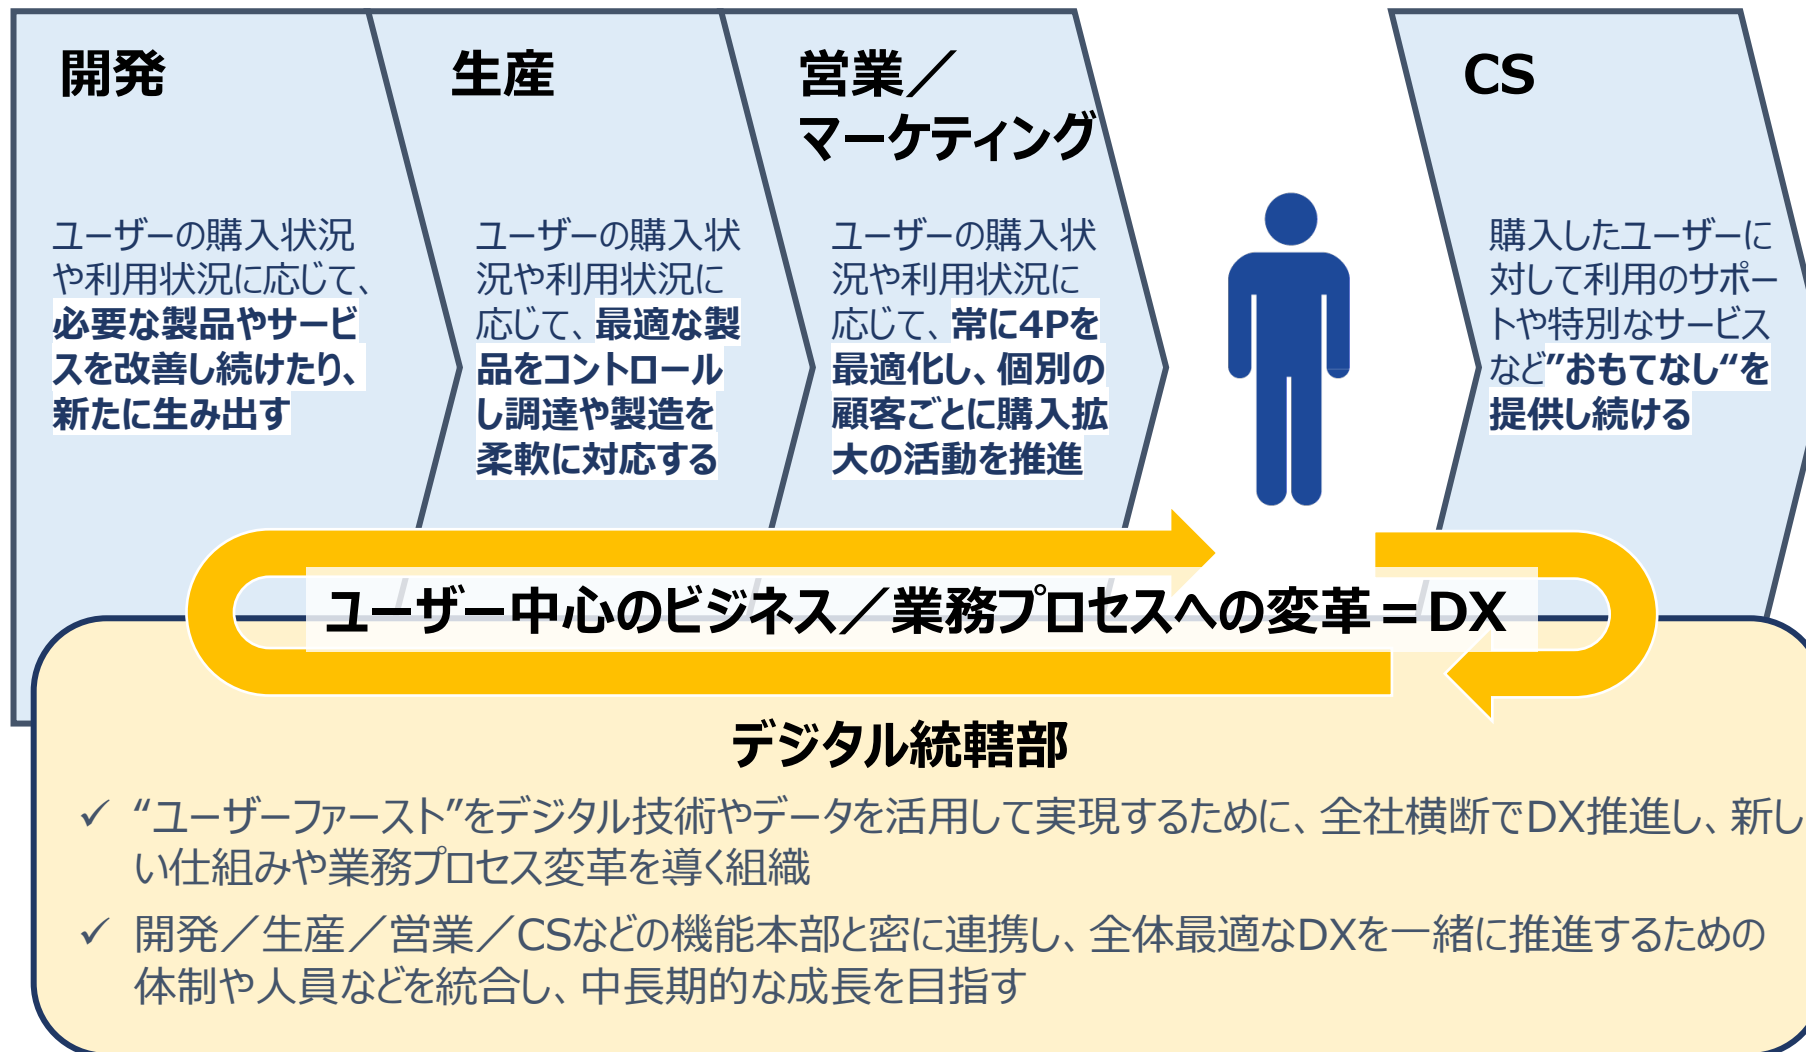 開発
ユーザーの購入状況
や利用状況に応じて、
必要な製品やサービ
スを改善し続けたり、
新たに生み出す
生産
ユーザーの購入状
況や利用状況に
応じて、最適な製
品をコントロール
し調達や製造を
柔軟に対応する
営業／
マーケティング
ユーザーの購入状
況や利用状況に
応じて、常に4Pを
最適化し、個別の
顧客ごとに購入拡
大の活動を推進
CS
購入したユーザーに
対して利用のサポー
トや特別なサービス
など”おもてなし“を
提供し続ける
ユーザー中心のビジネス／業務プロセスへの変革＝DX
デジタル統轄部
✓ “ユーザーファースト”をデジタル技術やデータを活用して実現するために、全社横断でDX推進し、新し
い仕組みや業務プロセス変革を導く組織
✓ 開発／生産／営業／CSなどの機能本部と密に連携し、全体最適なDXを一緒に推進するための
体制や人員などを統合し、中長期的な成長を目指す